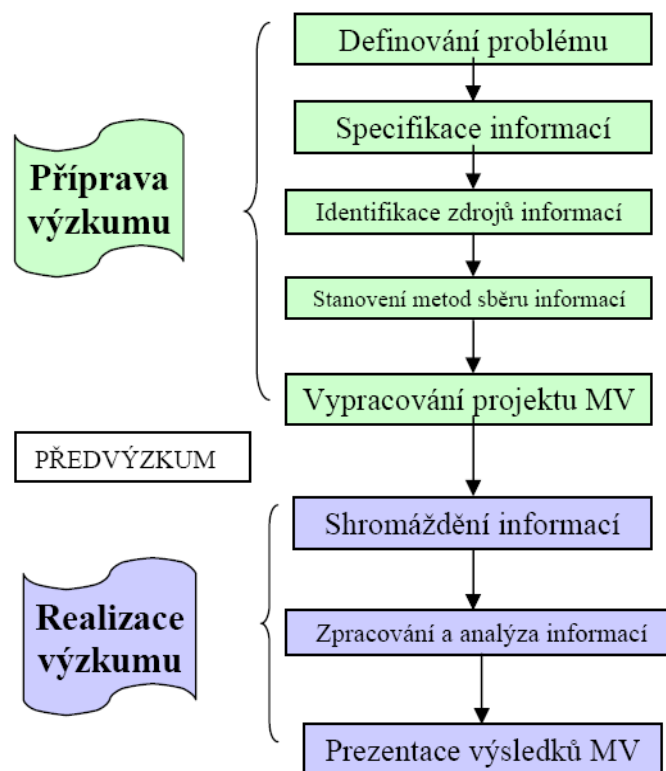 Definování problému
Specifikace informací
Příprava
výzkumu
Identifikace zdrojů informací
Stanovení metod sběru informací
Vypracování projektu MV
PŘEDVÝZKUM
Shromáždění informací
Realizace
výzkumu
Zpracování a analýza informací
Prezentace výsledků MV